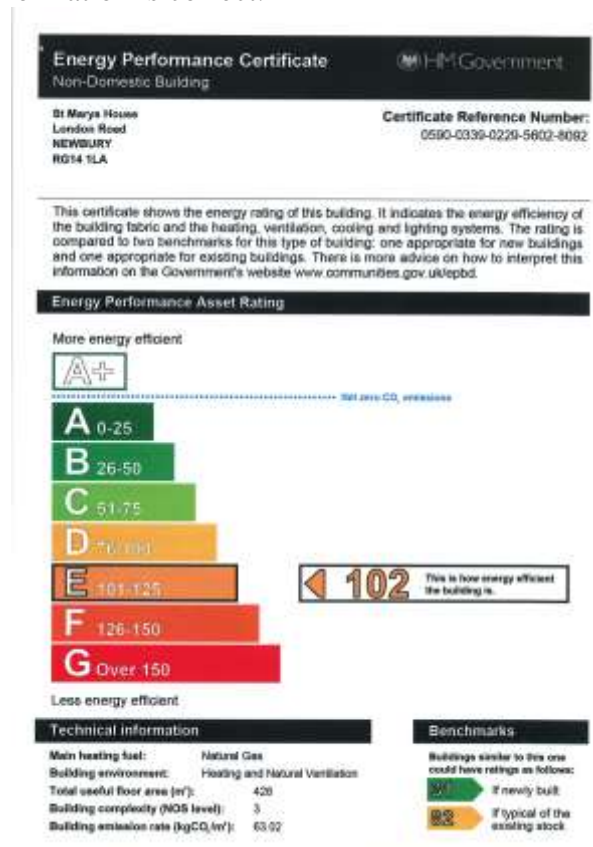 Energy Performance Certificate
Non-Domestic Building
HM Government
St Marys House
London Road
NEWBURY
RG14 1LA
Certificate Reference Number:
0590-0339-0229-5602-8092
This certificate shows the energy rating of this building. It indicates the energy efficiency of
the building fabric and the heating, ventilation, cooling and lighting systems. The rating is
compared to two benchmarks for this type of building: one appropriate for new buildings
and one appropriate for existing buildings. There is more advice on how to interpret this
information on the Government's website www.communities.gov.uk/epbd.
Energy Performance Asset Rating
More energy efficient
A+
Net zero CO₂ emissions
A 0-25
B 26-50
C 51-75
D 76-100
E 101-125
102 This is how energy efficient
the building is.
F 126-150
G Over 150
Less energy efficient
Technical information
Main heating fuel: Natural Gas
Building environment: Heating and Natural Ventilation
Total useful floor area (m²): 428
Building complexity (NOS level): 3
Building emission rate (kgCO₂/m²): 63.02
Benchmarks
Buildings similar to this one
could have ratings as follows:
If newly built
82 If typical of the
existing stock